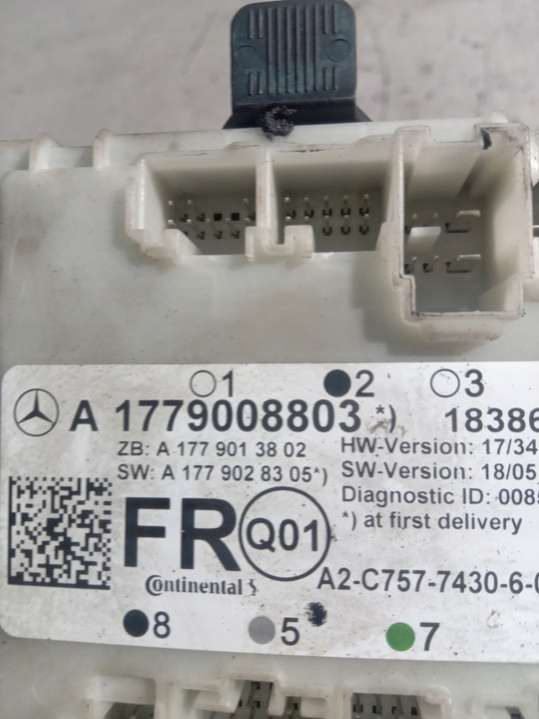 1 2 3
A 1779008803 *) 18386
ZB: A 177 901 38 02 HW-Version: 17/34
SW: A 177 902 83 05*) SW-Version: 18/05
Diagnostic ID: 0085
FR Q01 *) at first delivery
Continental A2-C757-7430-6-0
8 5 7